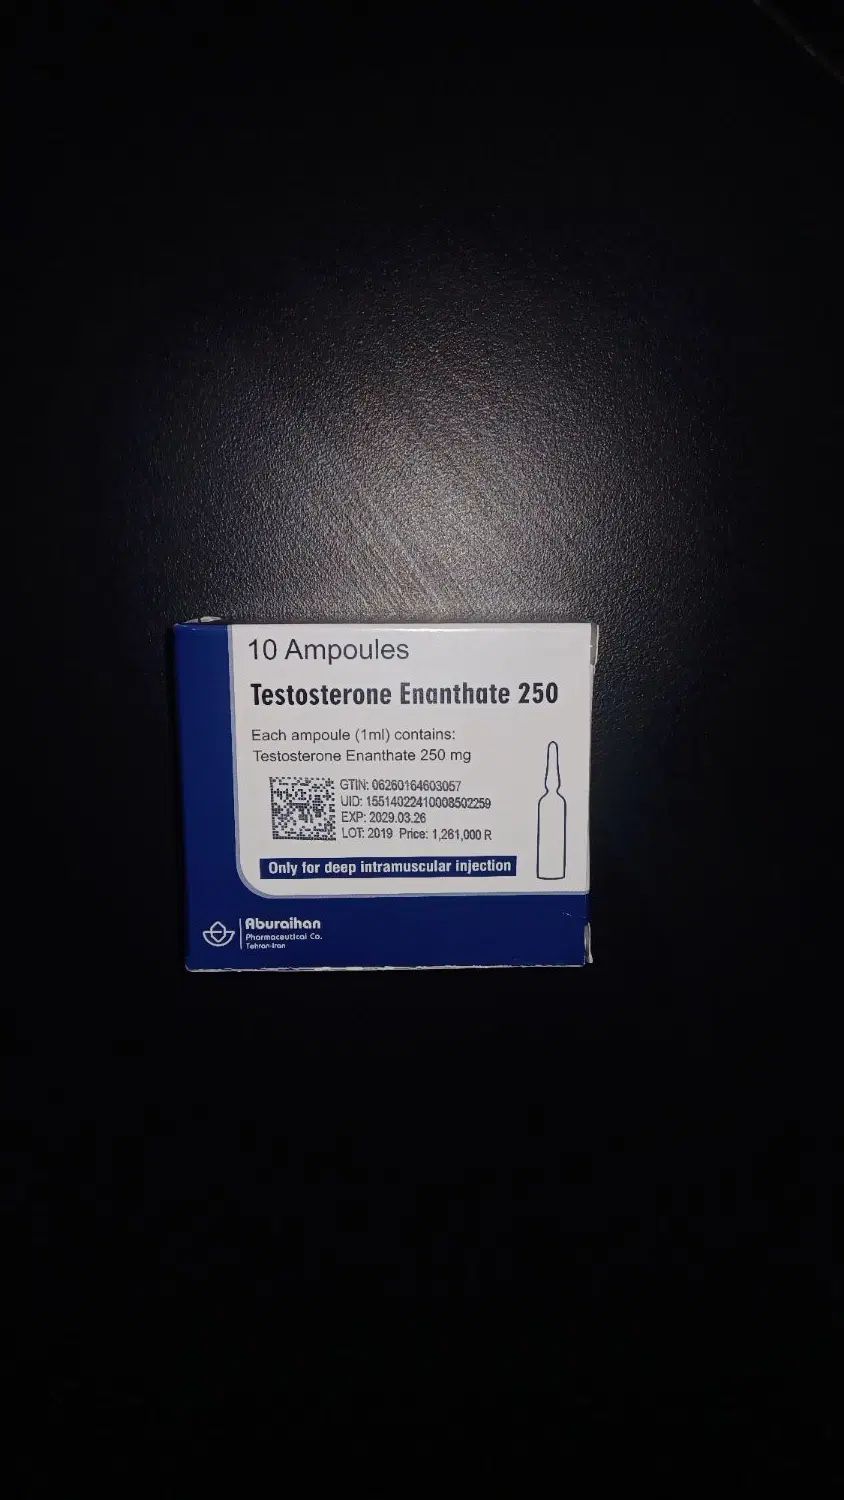 10 Ampoules
Testosterone Enanthate 250
Each ampoule (1ml) contains:
Testosterone Enanthate 250 mg
GTIN: 06260164603057
UID: 15514022410008502259
EXP: 2029.03.26
LOT: 2019 Price: 1,261,000 R
Only for deep intramuscular injection
Aburaihan
Pharmaceutical Co.
Tehran-Iran